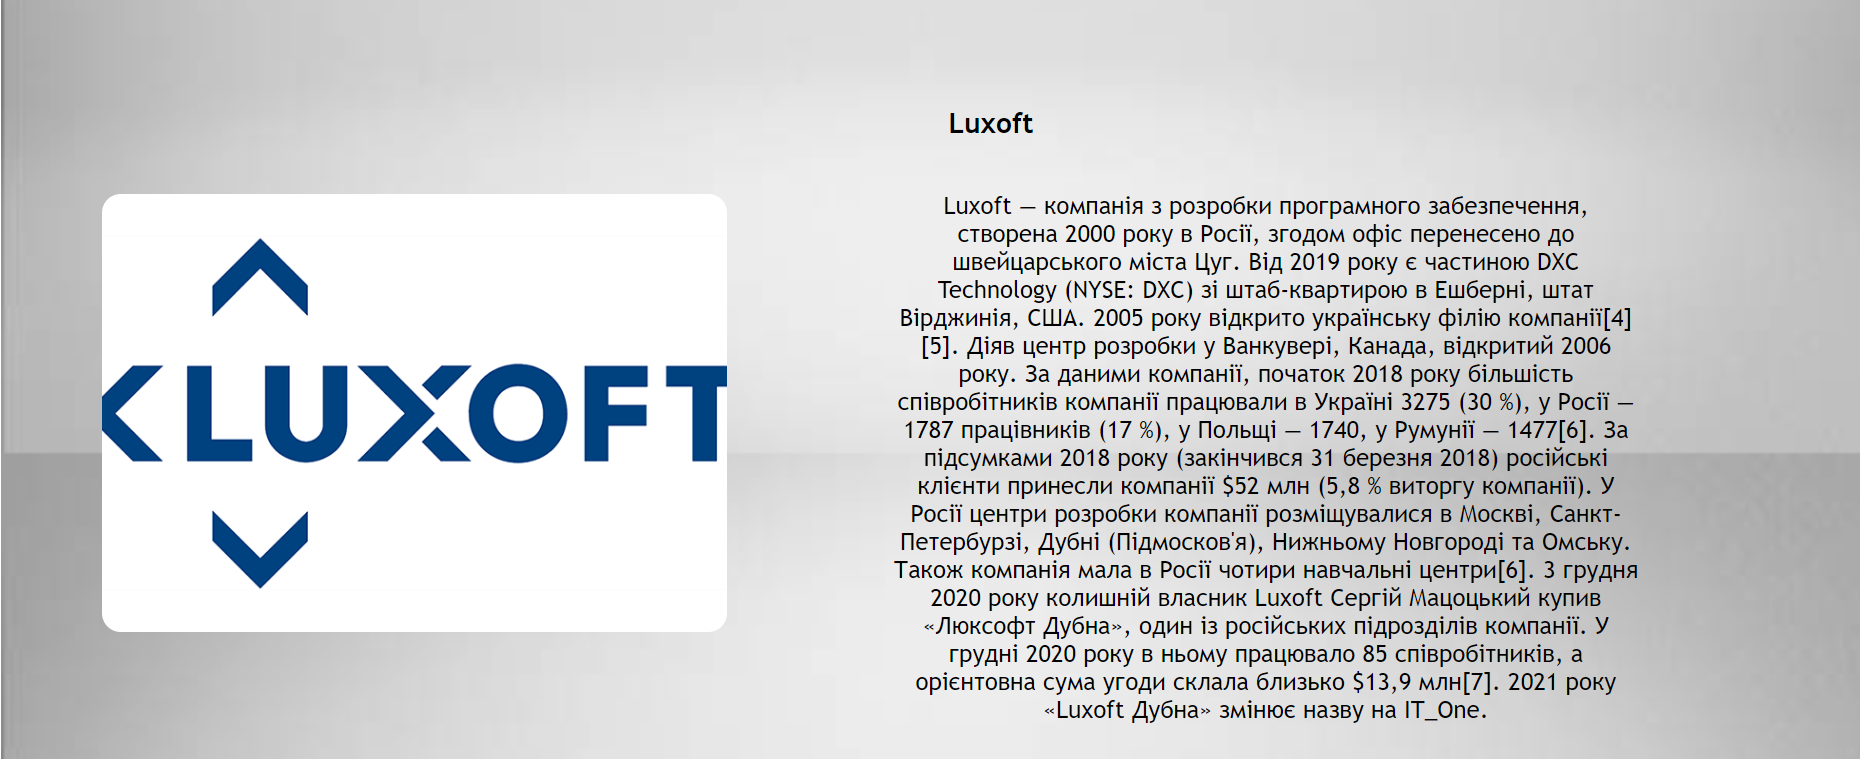 Luxoft
LUXOFT
Luxoft — компанія з розробки програмного забезпечення,
створена 2000 року в Росії, згодом офіс перенесено до
швейцарського міста Цуг. Від 2019 року є частиною DXC
Technology (NYSE: DXC) зі штаб-квартирою в Ешберні, штат
Вірджинія, США. 2005 року відкрито українську філію компанії[4]
[5]. Діяв центр розробки у Ванкувері, Канада, відкритий 2006
року. За даними компанії, початок 2018 року більшість
співробітників компанії працювали в Україні 3275 (30 %), у Росії —
1787 працівників (17 %), у Польщі — 1740, у Румунії — 1477[6]. За
підсумками 2018 року (закінчився 31 березня 2018) російські
клієнти принесли компанії $52 млн (5,8 % виторгу компанії). У
Росії центри розробки компанії розміщувалися в Москві, Санкт-
Петербурзі, Дубні (Підмосков'я), Нижньому Новгороді та Омську.
Також компанія мала в Росії чотири навчальні центри[6]. 3 грудня
2020 року колишній власник Luxoft Сергій Мацоцький купив
«Люксофт Дубна», один із російських підрозділів компанії. У
грудні 2020 року в ньому працювало 85 співробітників, а
орієнтовна сума угоди склала близько $13,9 млн[7]. 2021 року
«Luxoft Дубна» змінює назву на IT_One.